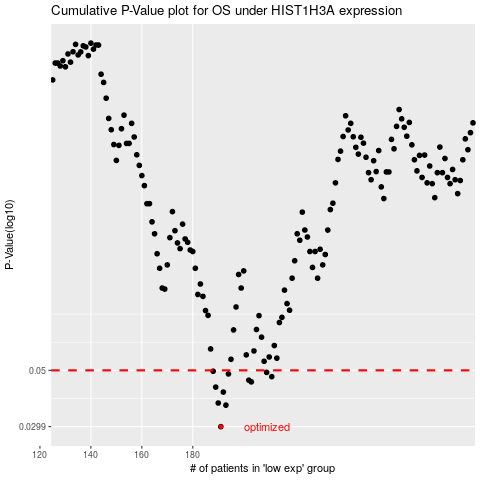 Cumulative P-Value plot for OS under HIST1H3A expression
P-Value(log10)
0.05
0.0299
optimized
120 140 160 180
# of patients in 'low exp' group